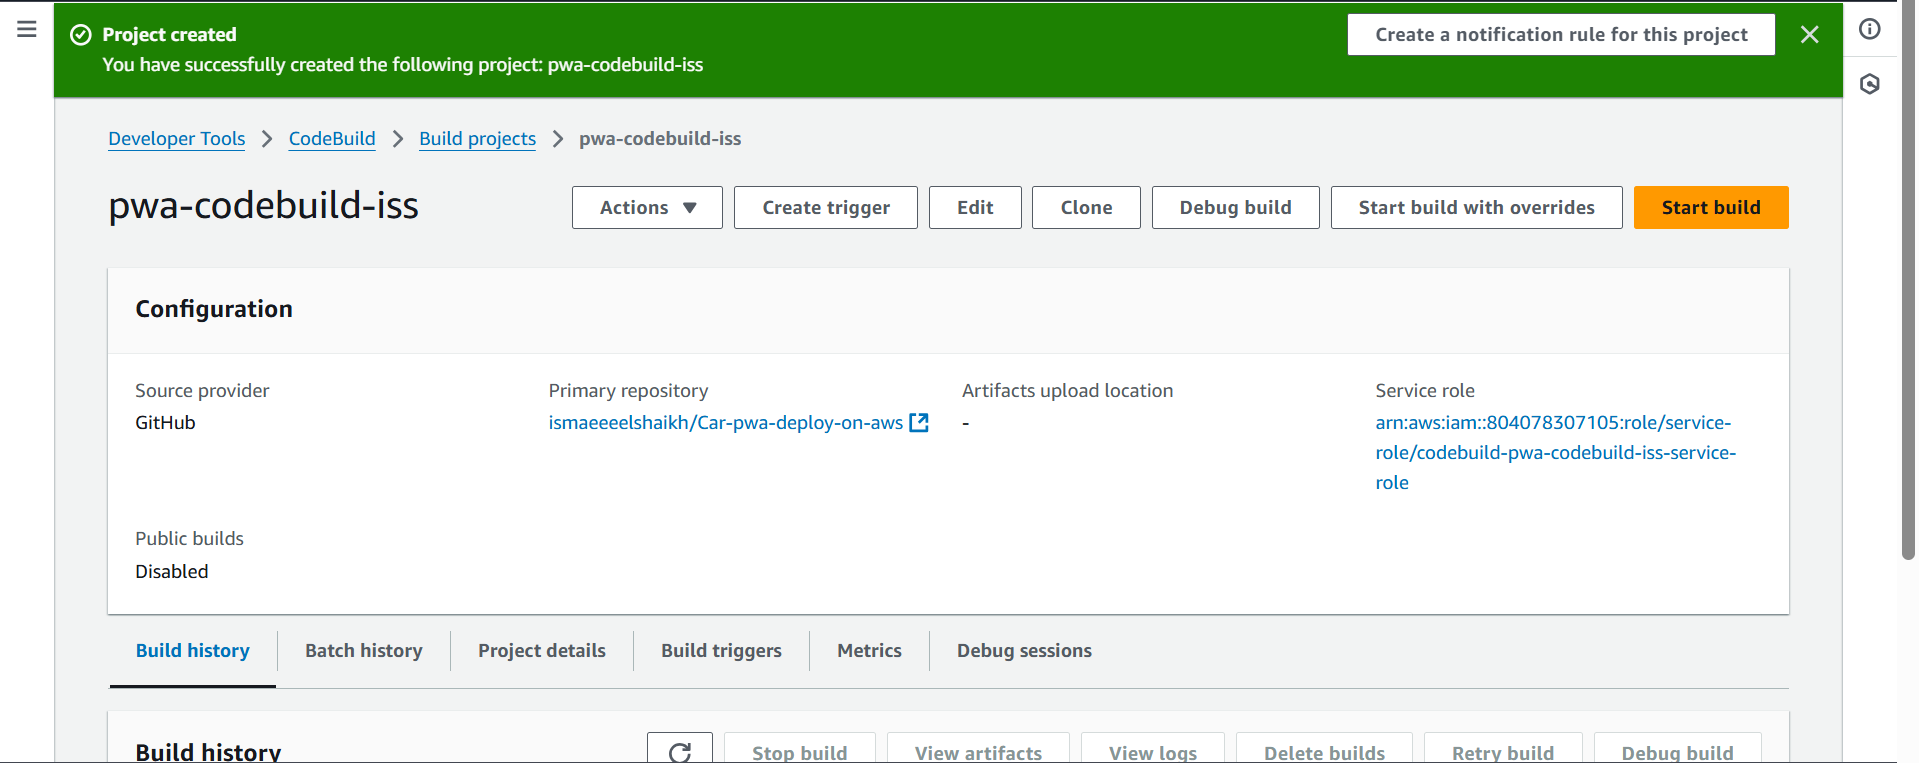 Project created
You have successfully created the following project: pwa-codebuild-iss
Create a notification rule for this project
Developer Tools
CodeBuild
Build projects
pwa-codebuild-iss
pwa-codebuild-iss
Actions
Create trigger
Edit
Clone
Debug build
Start build with overrides
Start build
Configuration
Source provider
GitHub
Primary repository
ismaeeeelshaikh/Car-pwa-deploy-on-aws
Artifacts upload location
-
Service role
arn:aws:iam::804078307105:role/service-
role/codebuild-pwa-codebuild-iss-service-
role
Public builds
Disabled
Build history
Batch history
Project details
Build triggers
Metrics
Debug sessions
Build history
Stop build
View artifacts
View logs
Delete builds
Retry build
Debug build